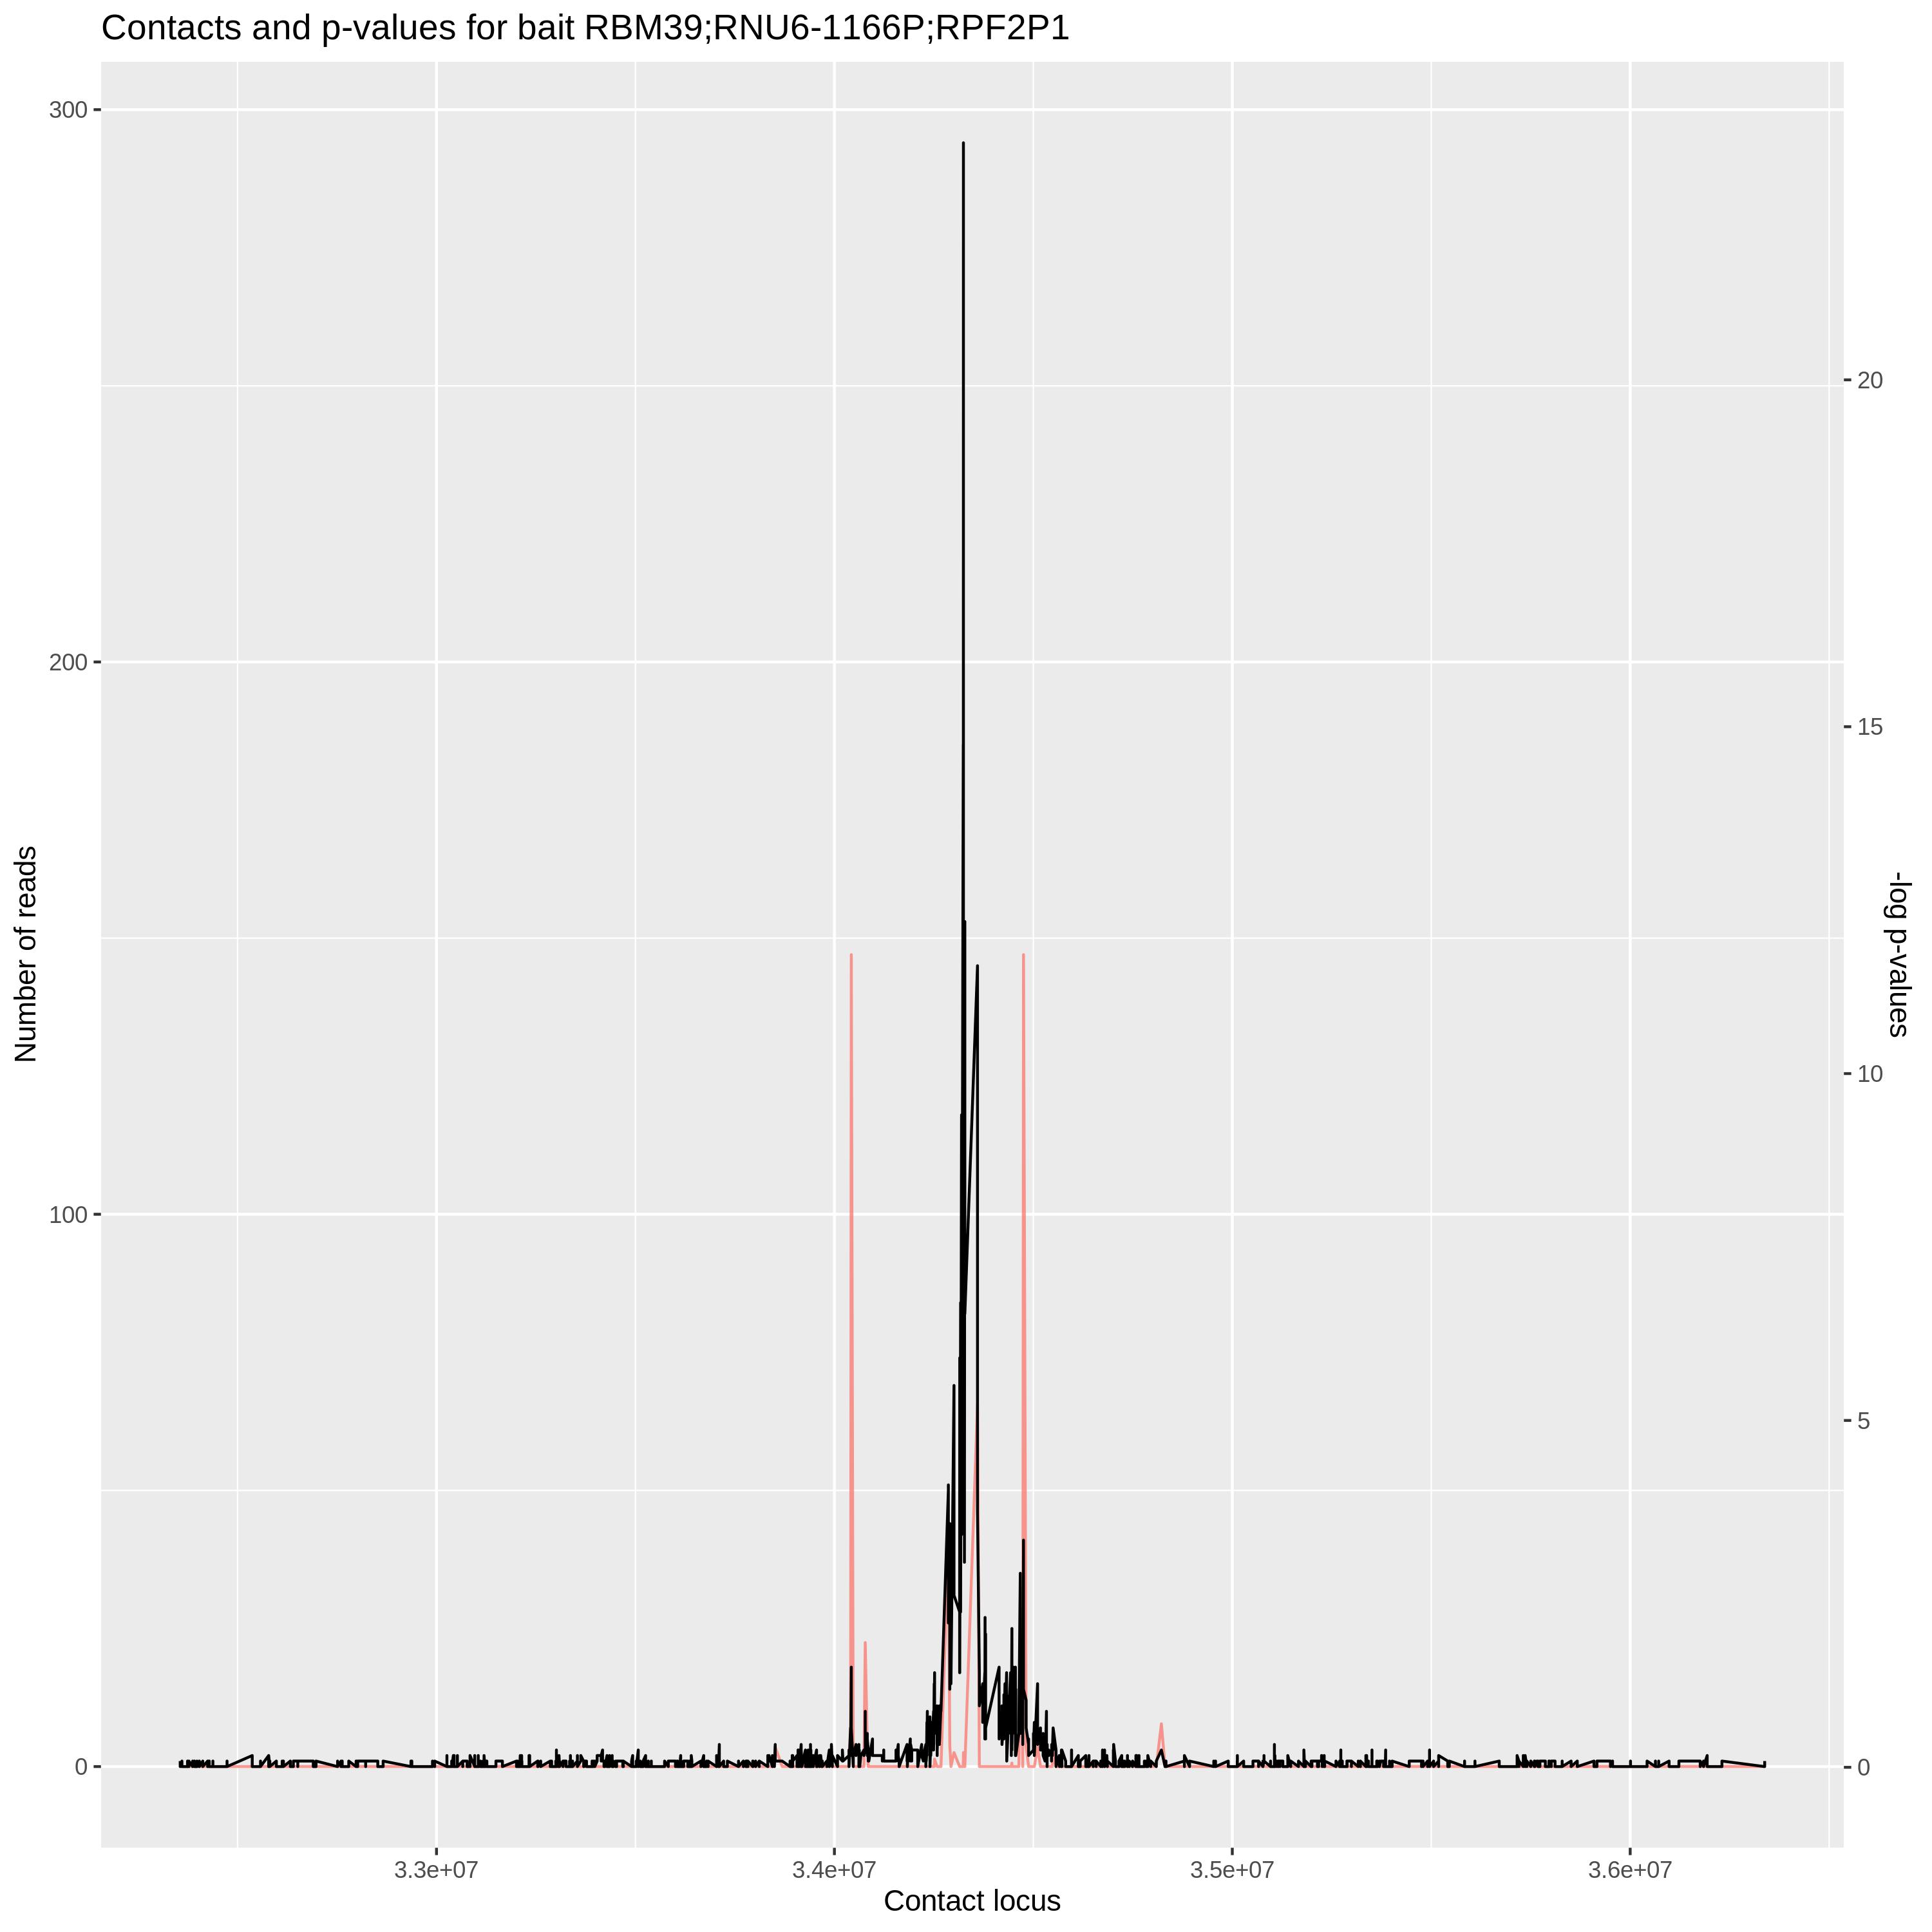 Contacts and p-values for bait RBM39;RNU6-1166P;RPF2P1
300
200
100
0
Number of reads
20
15
10
5
0
-log p-values
3.3e+07
3.4e+07
3.5e+07
3.6e+07
Contact locus